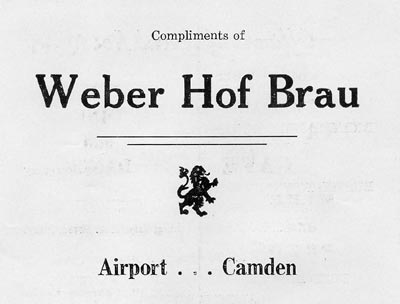 Compliments of
Weber Hof Brau
Airport . . . Camden